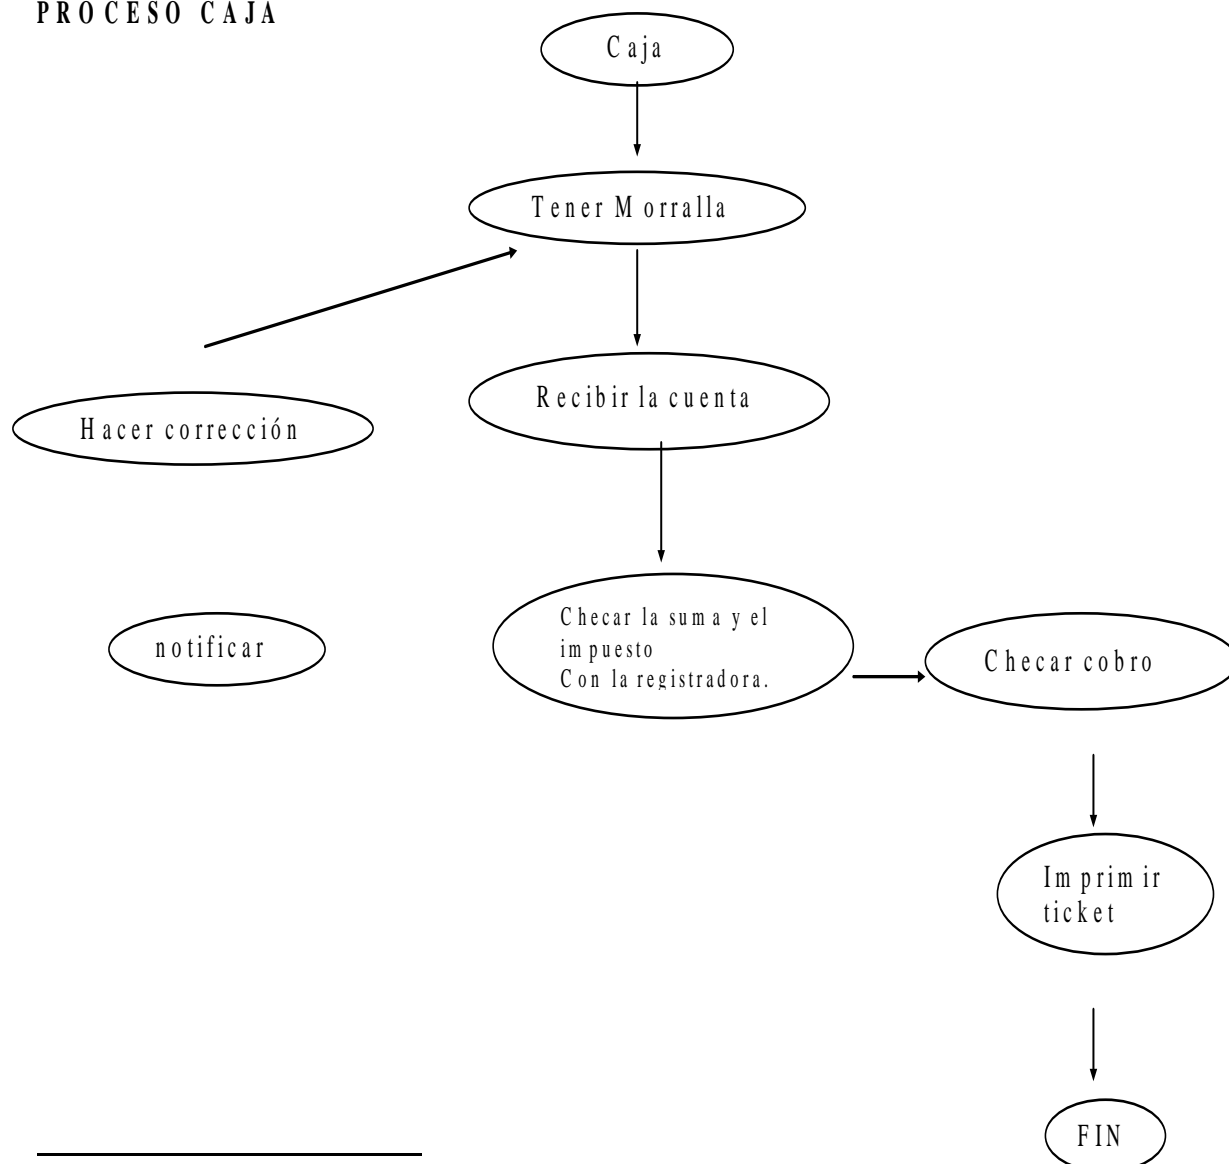 PROCESO CAJA
Caja
Tener Morralla
Recibir la cuenta
Hacer corrección
Checar la suma y el
impuesto
Con la registradora.
notificar
Checar cobro
Imprimir
ticket
FIN